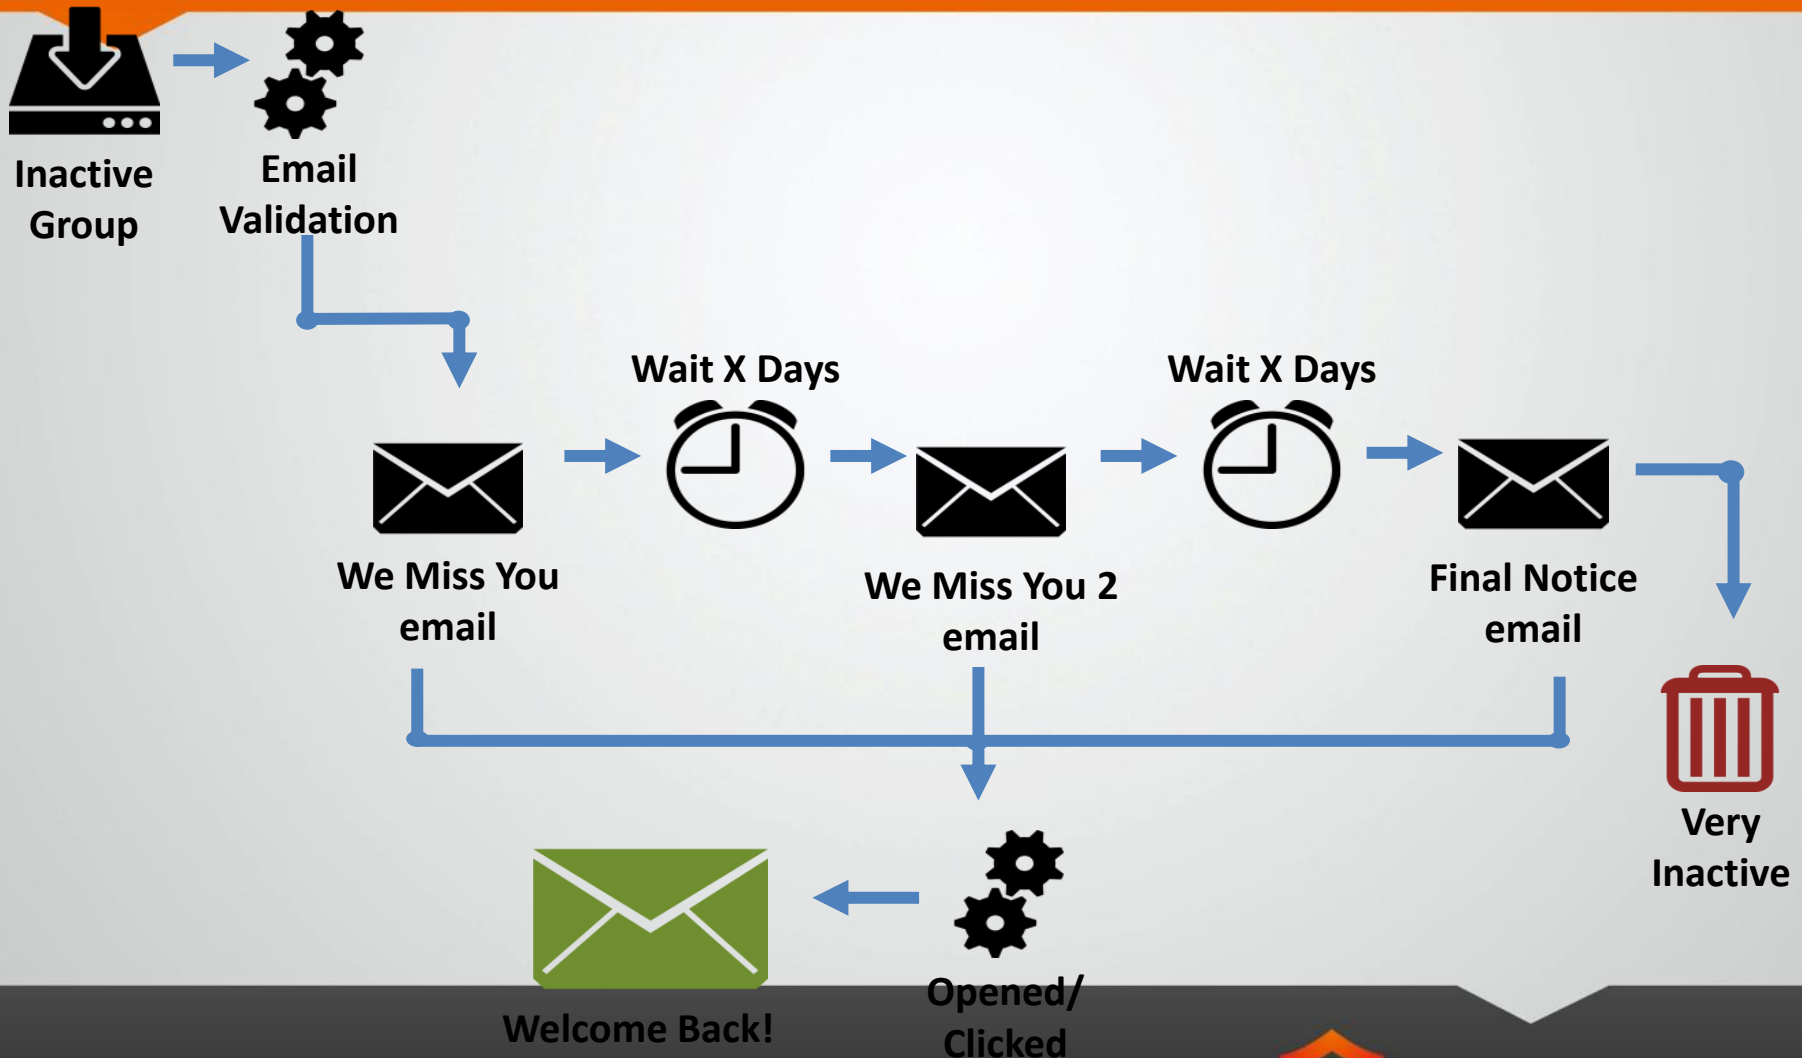 Inactive
Group
Email
Validation
Wait X Days
Wait X Days
We Miss You
email
We Miss You 2
email
Final Notice
email
Very
Inactive
Welcome Back!
Opened/
Clicked